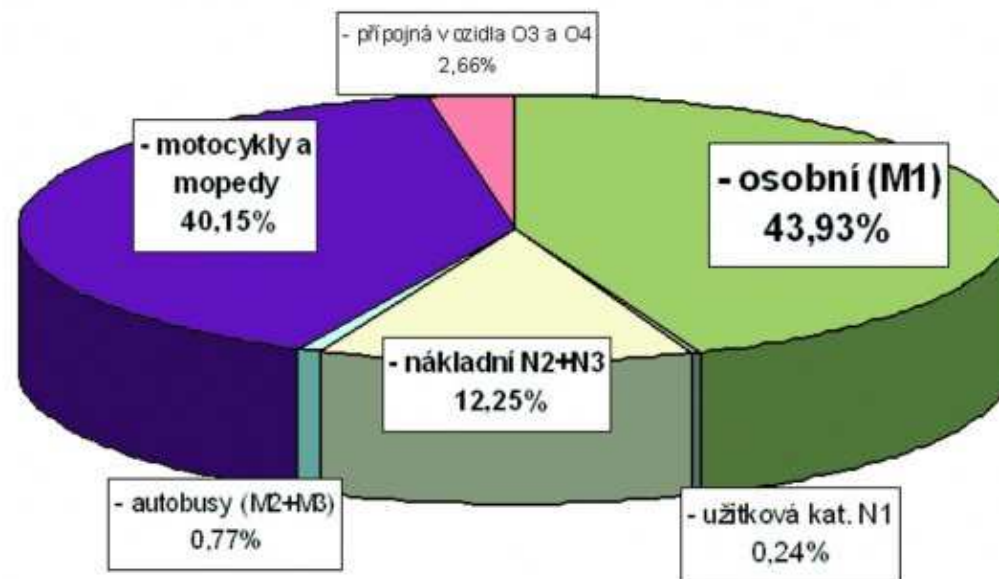 - přípojná vozidla O3 a O4
2,66%
- motocykly a
mopedy
40,15%
- osobní (M1)
43,93%
- nákladní N2+N3
12,25%
- autobusy (M2+M3)
0,77%
- užitková kat. N1
0,24%